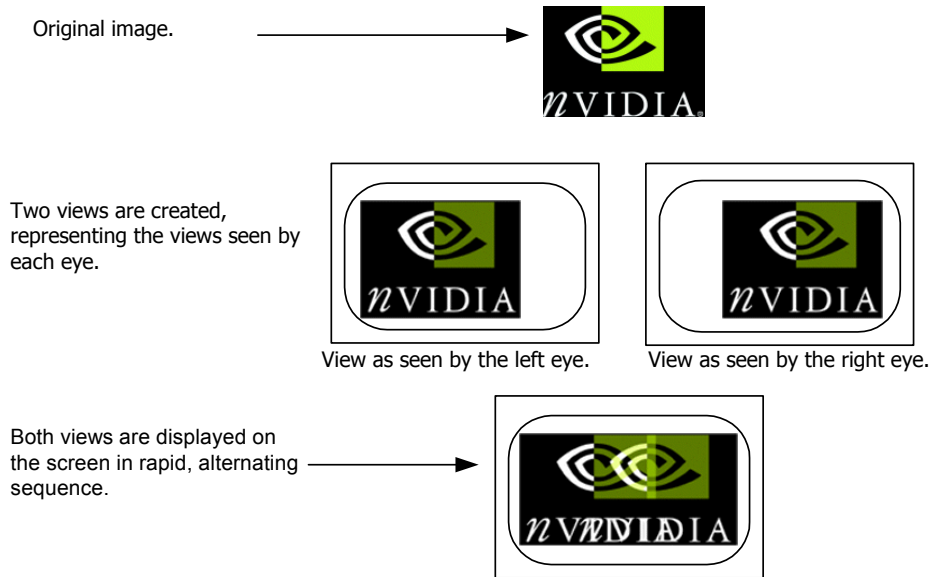 Original image.
nVIDIA®
Two views are created,
representing the views seen by
each eye.
nVIDIA
nVIDIA
View as seen by the left eye.
View as seen by the right eye.
Both views are displayed on
the screen in rapid, alternating
sequence.